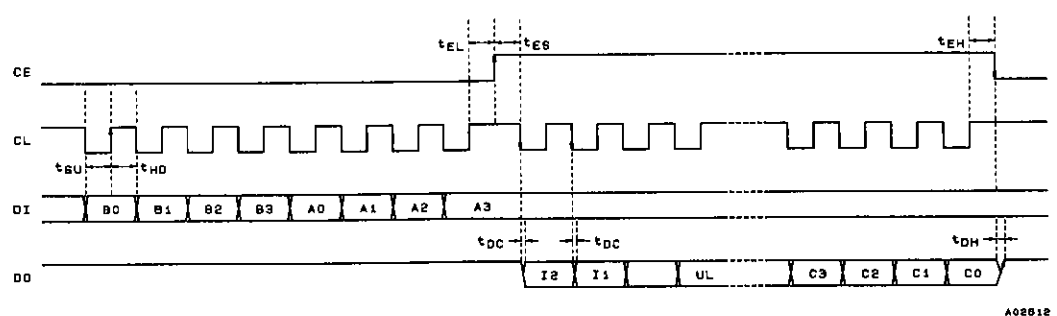 tEL tES tEH
CE
CL
tSU tHD
DI B0 B1 B2 B3 A0 A1 A2 A3
tDC tDC tDH
DO I2 I1 UL C3 C2 C1 C0
A02612